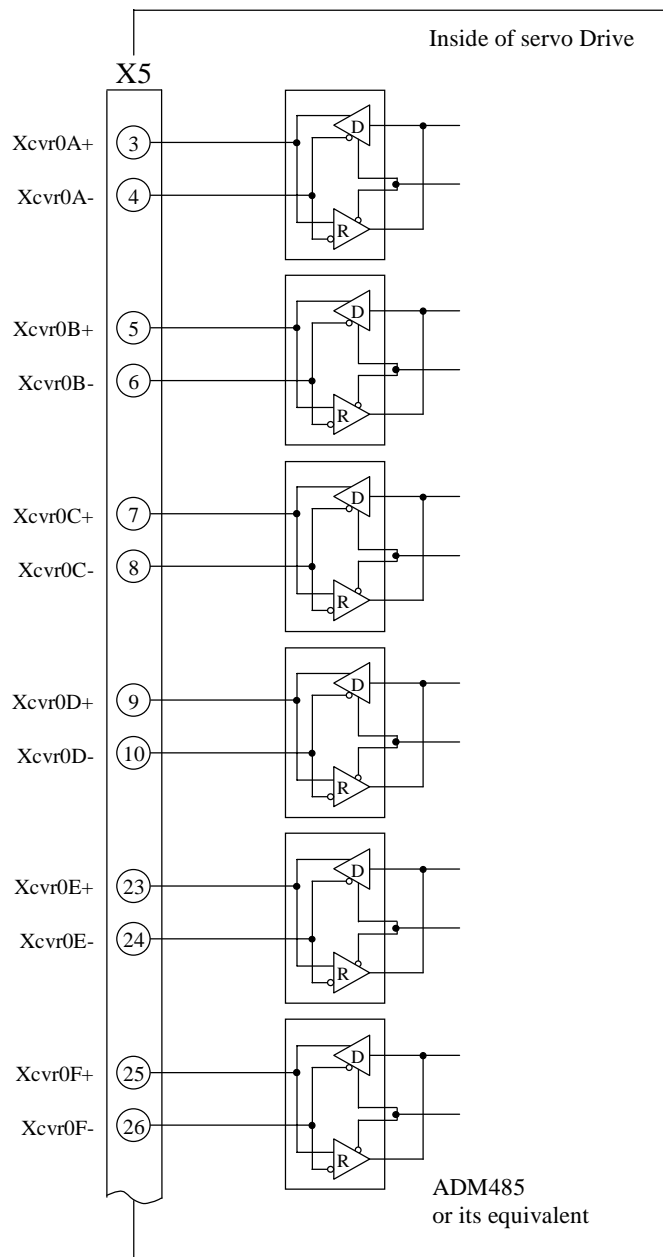 Inside of servo Drive
X5
Xcvr0A+ 3 D
Xcvr0A- 4 R
Xcvr0B+ 5 D
Xcvr0B- 6 R
Xcvr0C+ 7 D
Xcvr0C- 8 R
Xcvr0D+ 9 D
Xcvr0D- 10 R
Xcvr0E+ 23 D
Xcvr0E- 24 R
Xcvr0F+ 25 D
Xcvr0F- 26 R
ADM485
or its equivalent